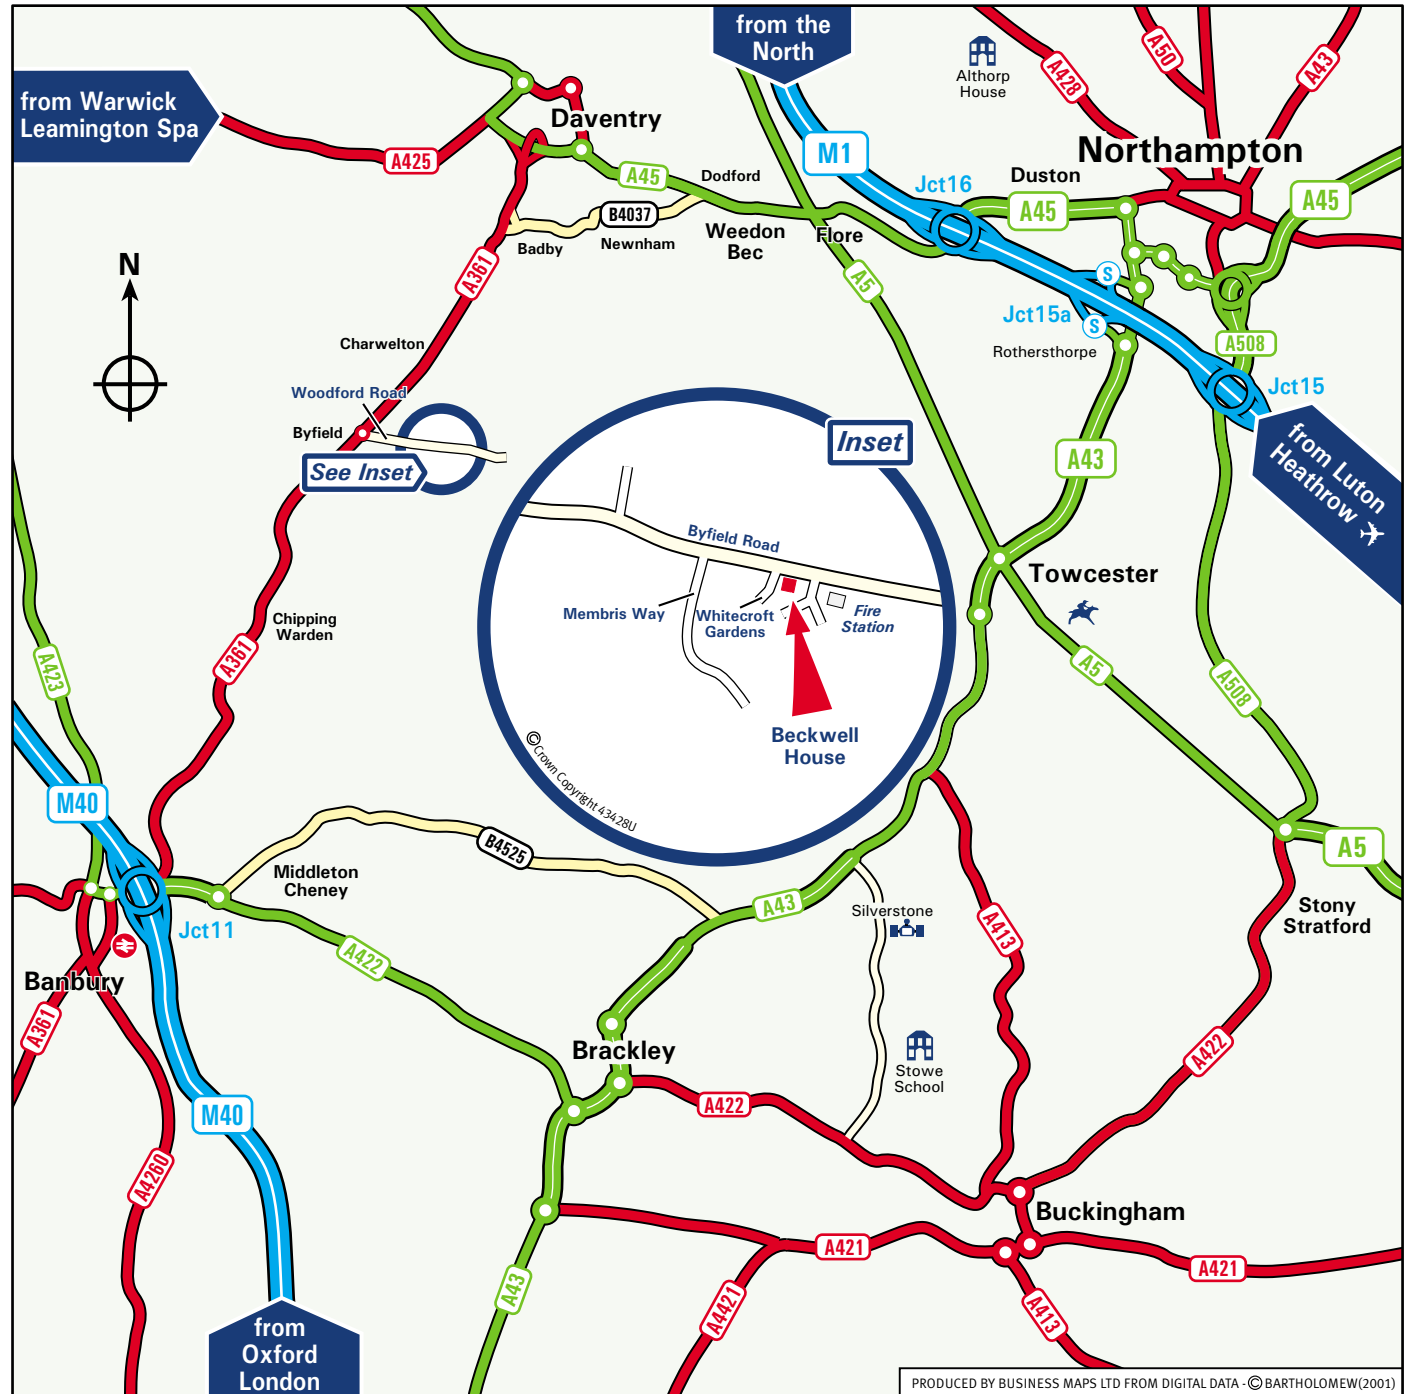 from the
North
Althorp
House
A428
A50
A43
from Warwick
Leamington Spa
Daventry
A425
M1
Northampton
A45
Dodford
Jct16
Duston
A45
A45
B4037
Badby
Newnham
Weedon
Bec
Flore
N
A361
A5
S
Jct15a
S
Rothersthorpe
A508
Charwelton
Woodford Road
Byfield
See Inset
Jct15
from Luton
Heathrow
Inset
A43
Byfield Road
Towcester
Membris Way
Whitecroft
Gardens
Fire
Station
Chipping
Warden
A361
A423
A5
A508
Beckwell
House
© Crown Copyright 43428U
M40
B4525
A5
Middleton
Cheney
A43
Silverstone
A413
Stony
Stratford
Jct11
A422
Banbury
A361
Brackley
Stowe
School
A422
A422
M40
A4260
Buckingham
A421
A421
A43
A4421
A413
from
Oxford
London
PRODUCED BY BUSINESS MAPS LTD FROM DIGITAL DATA - © BARTHOLOMEW(2001)